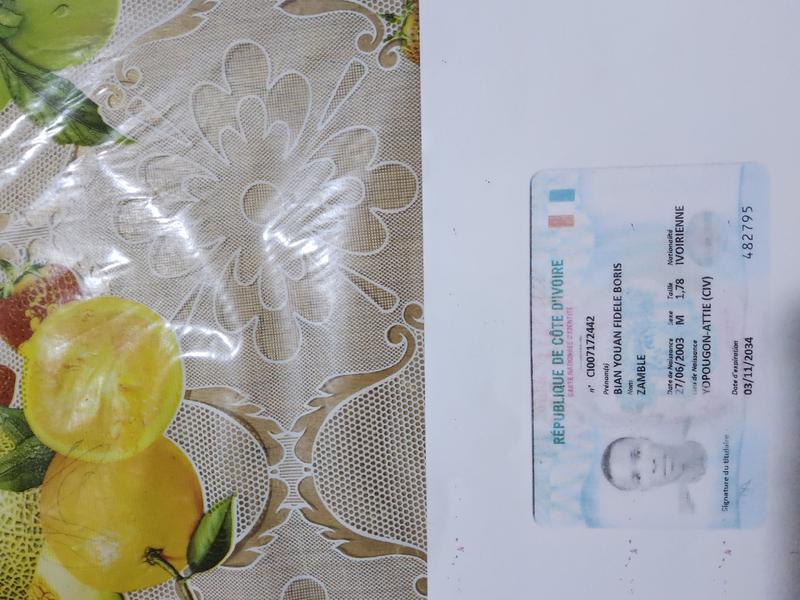 RÉPUBLIQUE DE CÔTE D'IVOIRE
CARTE NATIONALE D'IDENTITÉ
n° CI007172442
Prénom(s)
BIAN YOUAN FIDELE BORIS
Nom
ZAMBLE
Date de Naissance Sexe Taille Nationalité
27/06/2003 M 1,78 IVOIRIENNE
Lieu de Naissance
YOPOUGON-ATTIE (CIV)
Signature du titulaire
Date d'expiration
03/11/2034
482795